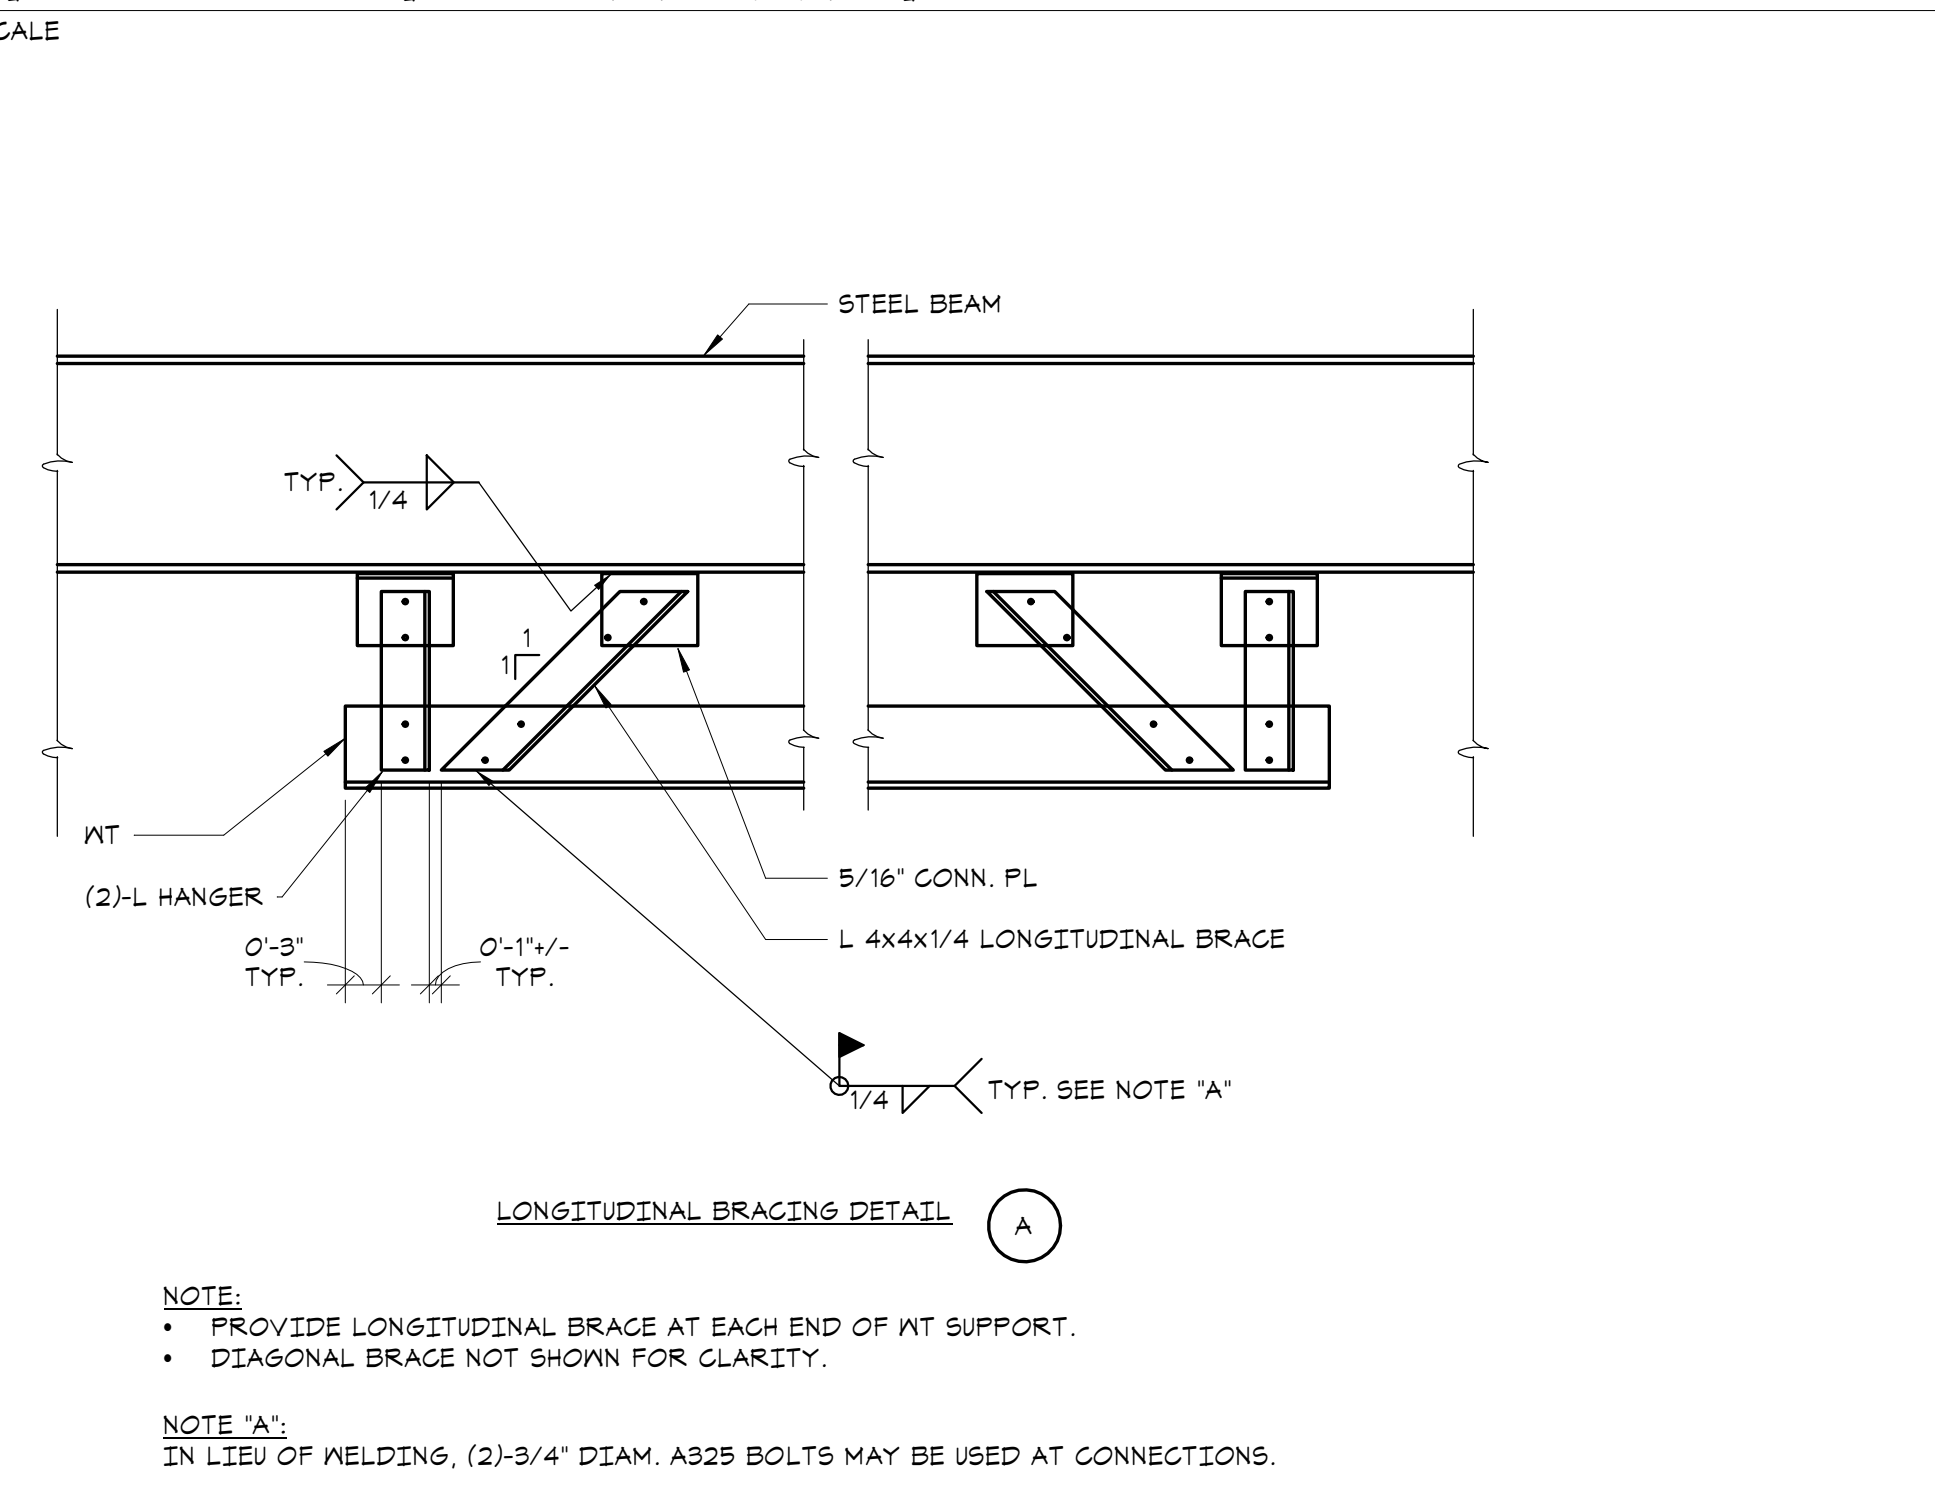 CALE
STEEL BEAM
TYP.
1/4
1
1
WT
5/16" CONN. PL
(2)-L HANGER
L 4x4x1/4 LONGITUDINAL BRACE
0'-3"
TYP.
0'-1"+/-
TYP.
1/4
TYP. SEE NOTE "A"
LONGITUDINAL BRACING DETAIL
A
NOTE:
• PROVIDE LONGITUDINAL BRACE AT EACH END OF WT SUPPORT.
• DIAGONAL BRACE NOT SHOWN FOR CLARITY.
NOTE "A":
IN LIEU OF WELDING, (2)-3/4" DIAM. A325 BOLTS MAY BE USED AT CONNECTIONS.